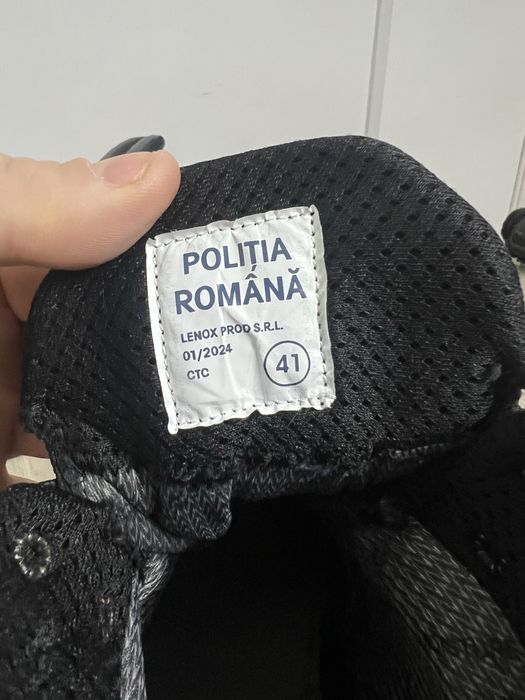 POLIȚIA
ROMÂNĂ
LENOX PROD S.R.L.
01/2024
CTC
41